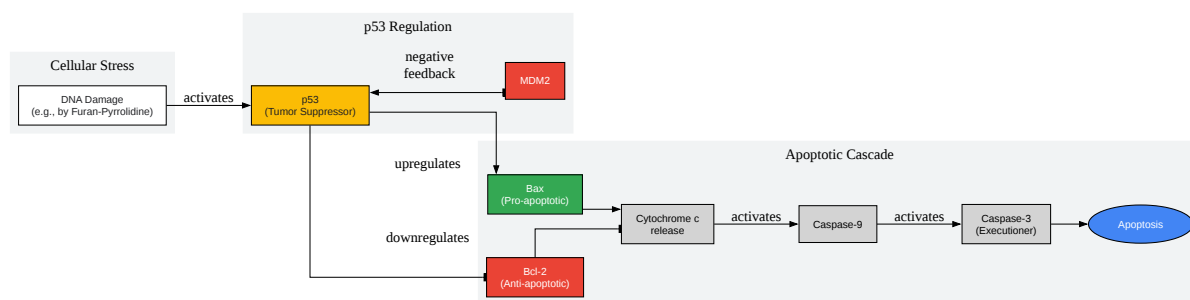 p53 Regulation
Cellular Stress
negative
feedback
MDM2
DNA Damage
(e.g., by Furan-Pyrrolidine)
activates
p53
(Tumor Suppressor)
Apoptotic Cascade
upregulates
Bax
(Pro-apoptotic)
Cytochrome c
release
activates
Caspase-9
activates
Caspase-3
(Executioner)
Apoptosis
downregulates
Bcl-2
(Anti-apoptotic)